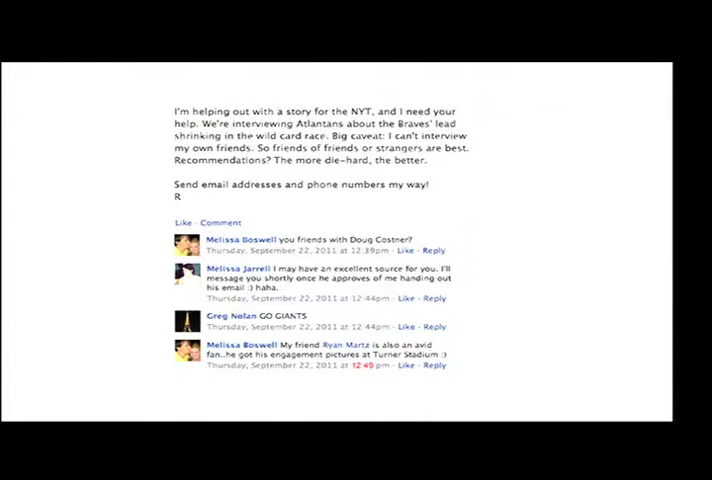 I'm helping out with a story for the NYT, and I need your
help. We're interviewing Atlantans about the Braves' lead
shrinking in the wild card race. Big caveat: I can't interview
my own friends. So friends of friends or strangers are best.
Recommendations? The more die-hard, the better.
Send email addresses and phone numbers my way!
R
Like · Comment
Melissa Boswell you friends with Doug Costner?
Thursday, September 22, 2011 at 12:39pm · Like · Reply
Melissa Jarrell I may have an excellent source for you. I'll
message you shortly once he approves of me handing out
his email :) haha.
Thursday, September 22, 2011 at 12:44pm · Like · Reply
Greg Nolan GO GIANTS
Thursday, September 22, 2011 at 12:44pm · Like · Reply
Melissa Boswell My friend Ryan Martz is also an avid
fan..he got his engagement pictures at Turner Stadium :)
Thursday, September 22, 2011 at 12:49 pm · Like · Reply